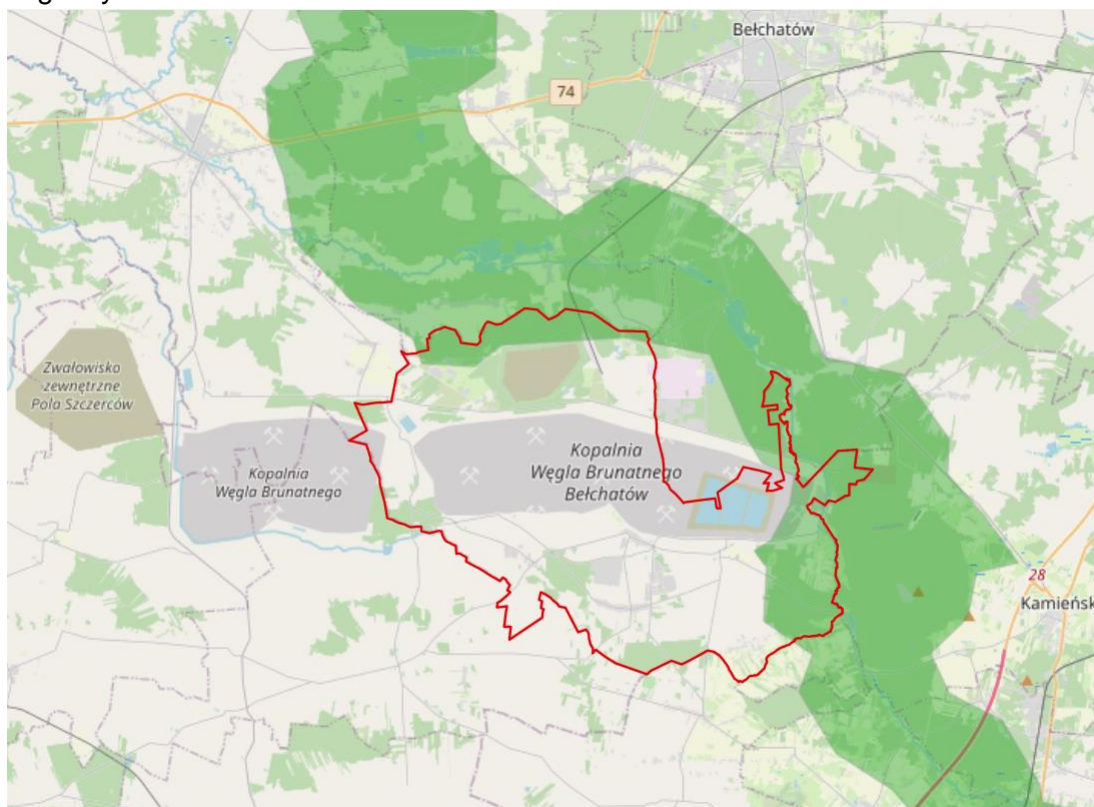 Bełchatów
74
Zwałowisko
zewnętrzne
Pola Szczerców
Kopalnia
Węgla Brunatnego
Kopalnia
Węgla Brunatnego
Bełchatów
28
Kamieńsk